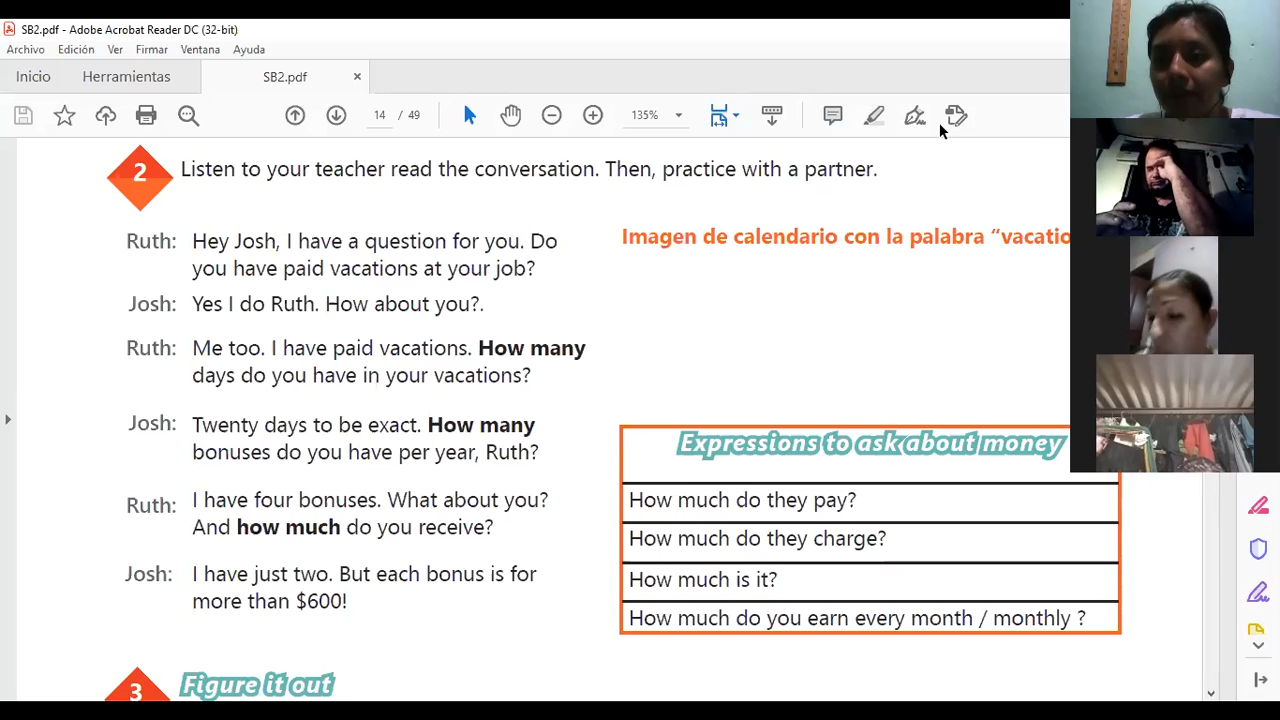 SB2.pdf - Adobe Acrobat Reader DC (32-bit)
Archivo Edición Ver Firmar Ventana Ayuda
Inicio Herramientas SB2.pdf ×
14 / 49 135%
2 Listen to your teacher read the conversation. Then, practice with a partner.
Ruth: Hey Josh, I have a question for you. Do
you have paid vacations at your job?
Josh: Yes I do Ruth. How about you?.
Ruth: Me too. I have paid vacations. How many
days do you have in your vacations?
Josh: Twenty days to be exact. How many
bonuses do you have per year, Ruth?
Ruth: I have four bonuses. What about you?
And how much do you receive?
Josh: I have just two. But each bonus is for
more than $600!
Imagen de calendario con la palabra “vacatio
Expressions to ask about money
How much do they pay?
How much do they charge?
How much is it?
How much do you earn every month / monthly ?
3 Figure it out